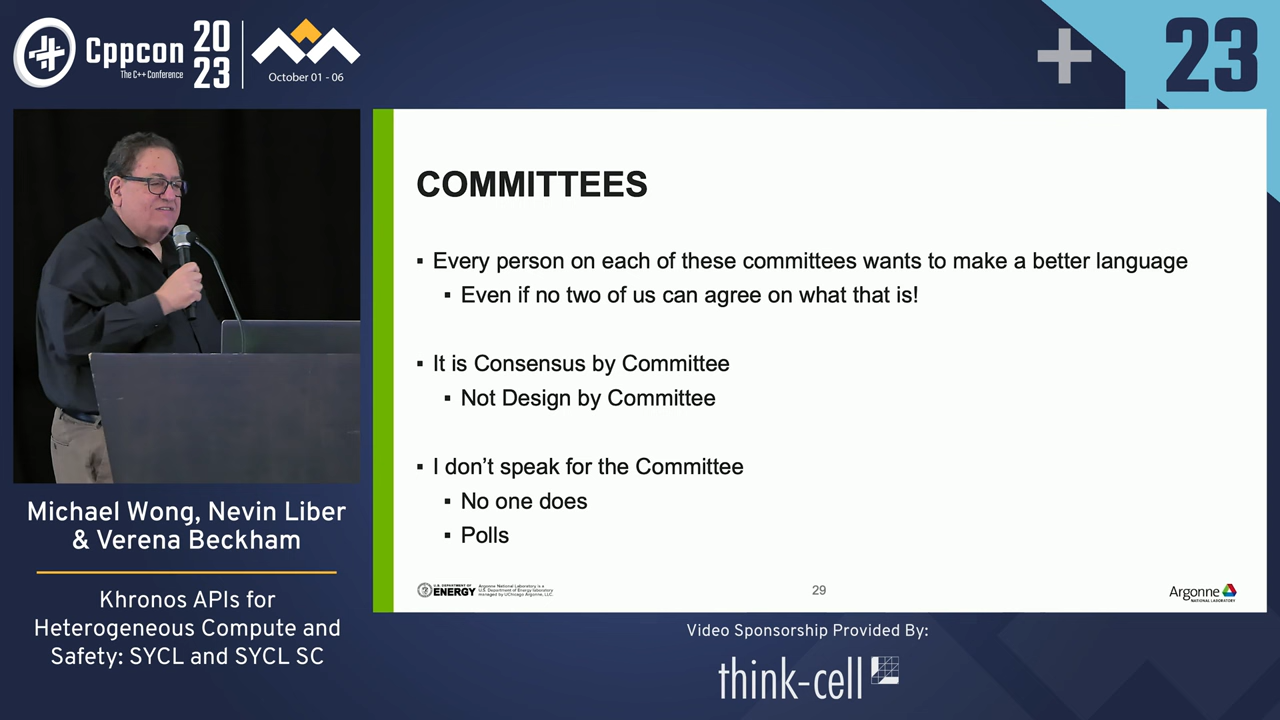 Cppcon
The C++ Conference
20
23
October 01 - 06
23
COMMITTEES
▪ Every person on each of these committees wants to make a better language
▪ Even if no two of us can agree on what that is!
▪ It is Consensus by Committee
▪ Not Design by Committee
▪ I don't speak for the Committee
▪ No one does
▪ Polls
U.S. DEPARTMENT OF
ENERGY
Argonne National Laboratory is a
U.S. Department of Energy laboratory
managed by UChicago Argonne, LLC.
29
Argonne
NATIONAL LABORATORY
Michael Wong, Nevin Liber
& Verena Beckham
Khronos APIs for
Heterogeneous Compute and
Safety: SYCL and SYCL SC
Video Sponsorship Provided By:
think-cell